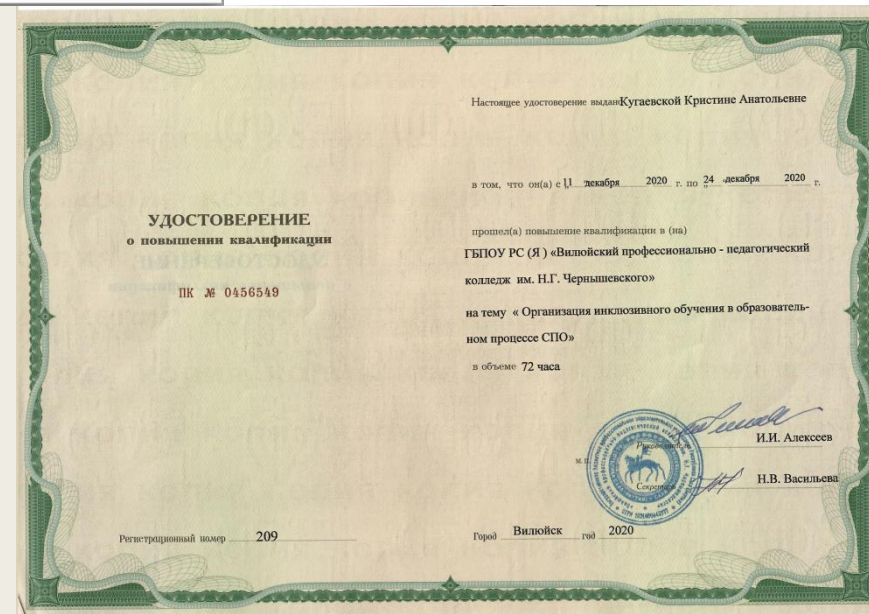 УДОСТОВЕРЕНИЕ
о повышении квалификации
ПК № 0456549
Регистрационный номер 209
Настоящее удостоверение выдано Кугаевской Кристине Анатольевне
в том, что он(а) с 11 декабря 2020 г. по 24 декабря 2020 г.
прошел(а) повышение квалификации в (на)
ГБПОУ РС (Я ) «Вилюйский профессионально - педагогический
колледж им. Н.Г. Чернышевского»
на тему « Организация инклюзивного обучения в образователь-
ном процессе СПО»
в объеме 72 часа
Руководитель И.И. Алексеев
М.П.
Секретарь Н.В. Васильева
Город Вилюйск год 2020